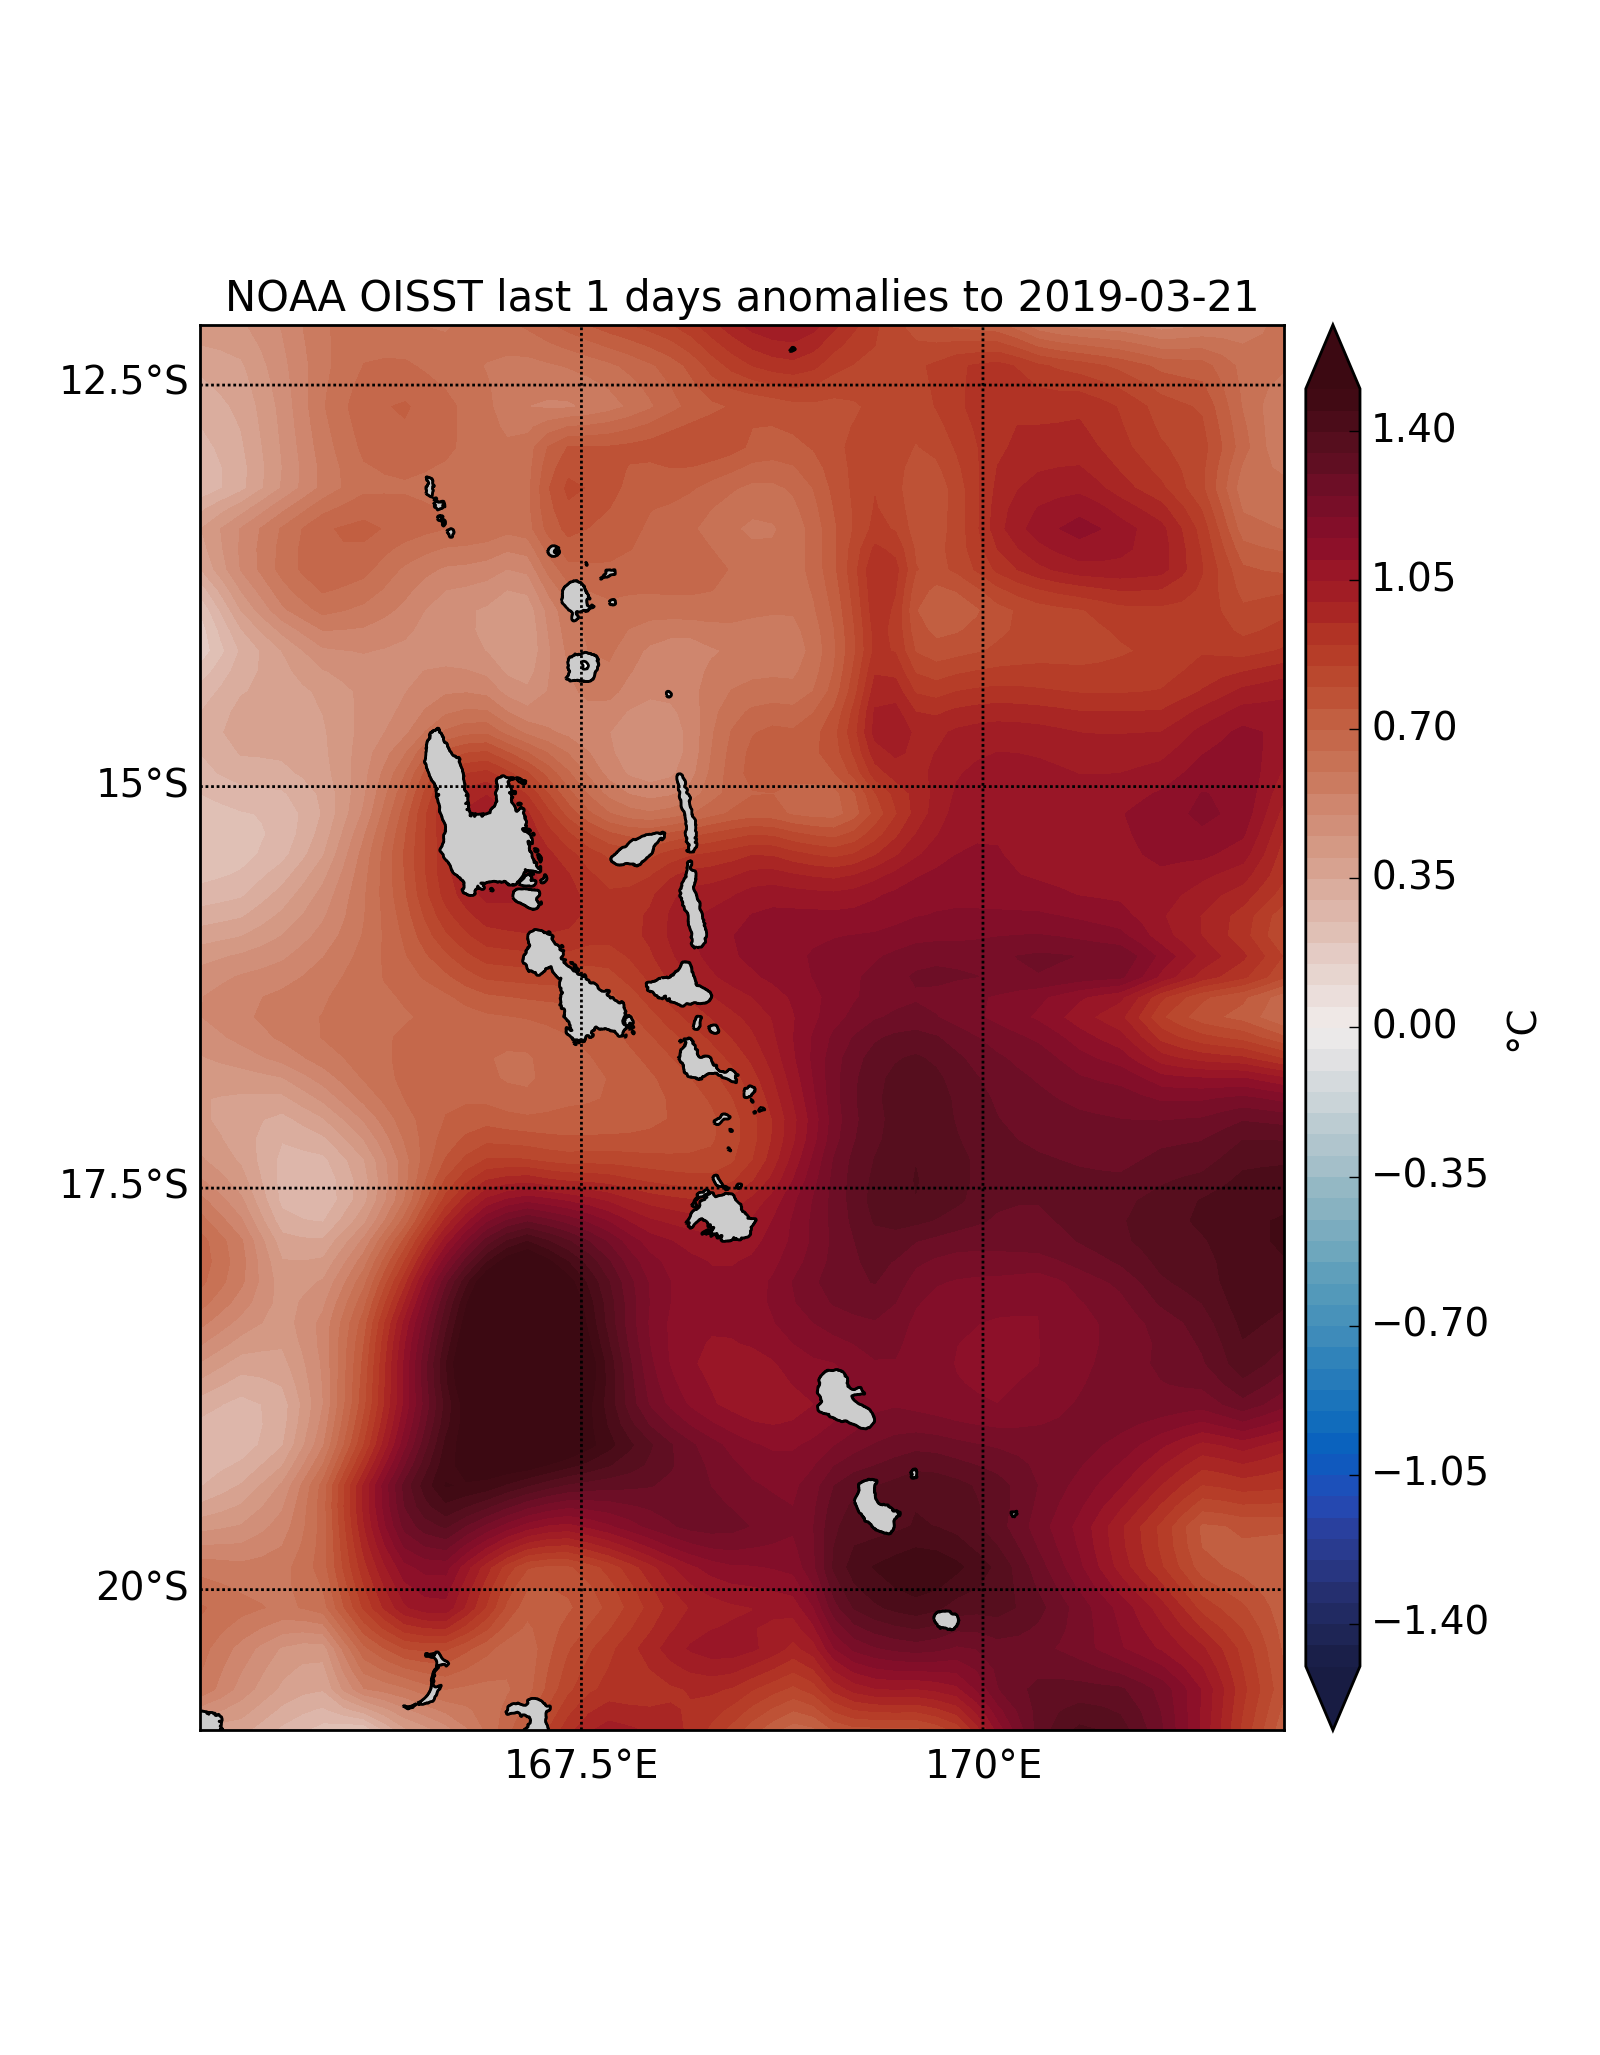 NOAA OISST last 1 days anomalies to 2019-03-21
12.5°S
15°S
17.5°S
20°S
167.5°E
170°E
1.40
1.05
0.70
0.35
0.00
−0.35
−0.70
−1.05
−1.40
°C